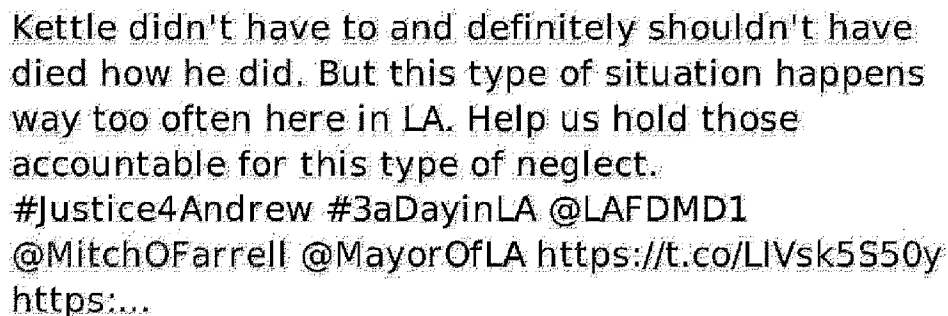 Kettle didn't have to and definitely shouldn't have
died how he did. But this type of situation happens
way too often here in LA. Help us hold those
accountable for this type of neglect.
#Justice4Andrew #3aDayinLA @LAFDMD1
@MitchOFarrell @MayorOfLA https://t.co/LIVsk5S50y
https:...